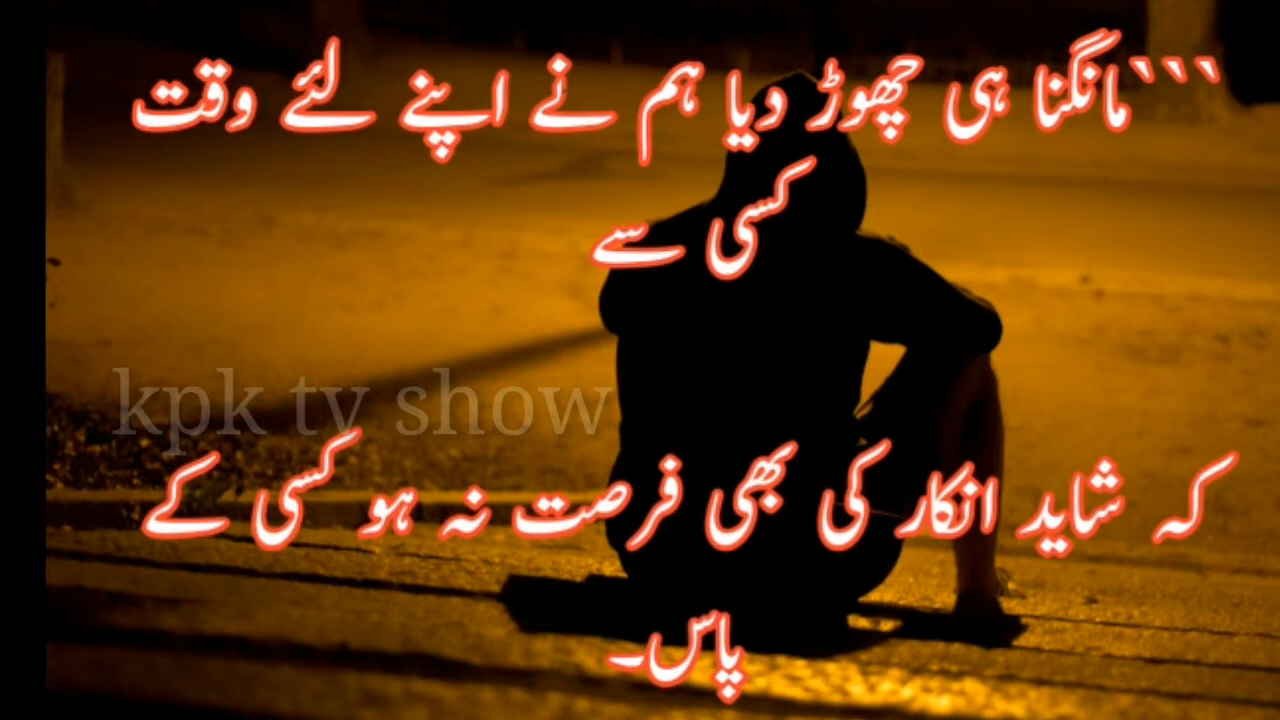 ```مانگنا ہی چھوڑ دیا ہم نے اپنے لئے وقت
کسی سے
kpk tv show
کہ شاید انکار کی بھی فرصت نہ ہو کسی کے
پاس۔